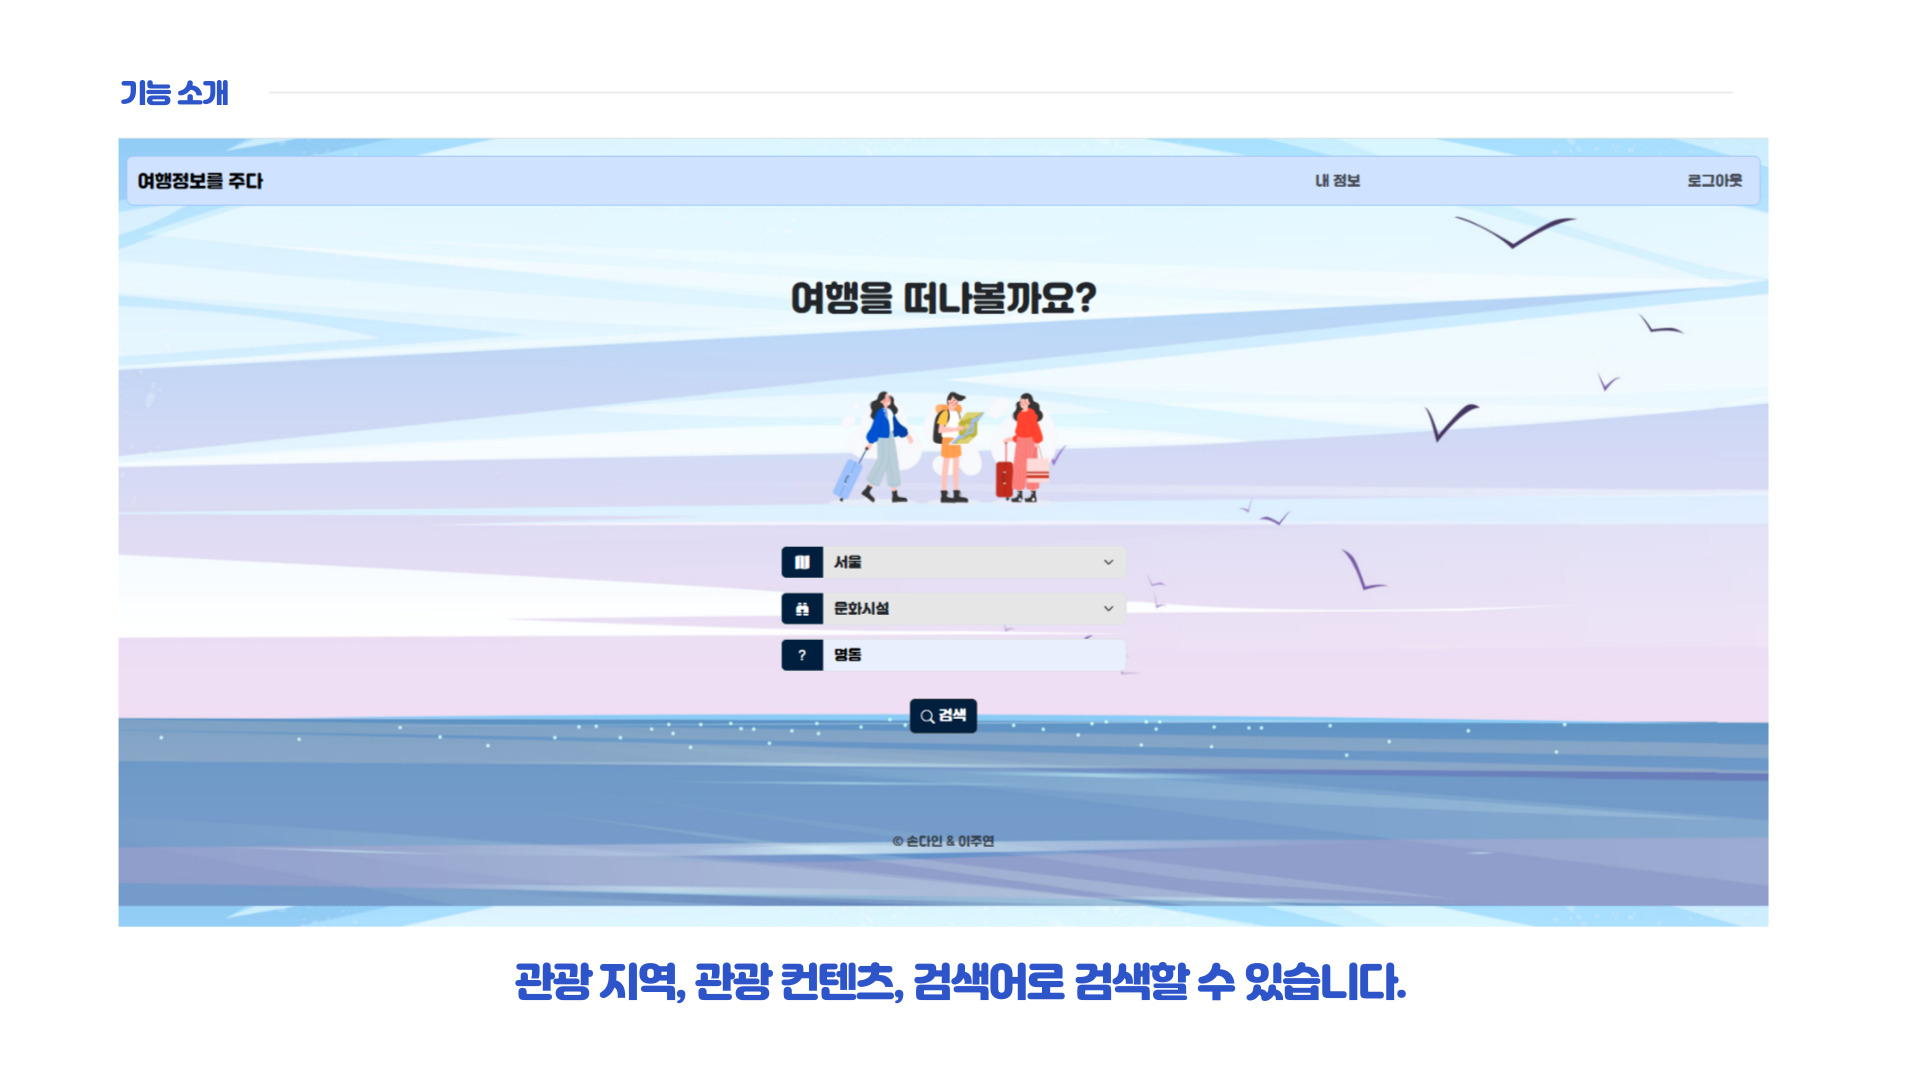 기능 소개
여행정보를 주다 내 정보 로그아웃
여행을 떠나볼까요?
서울
문화시설
? 명동
검색
© 손다인 & 이주연
관광 지역, 관광 컨텐츠, 검색어로 검색할 수 있습니다.